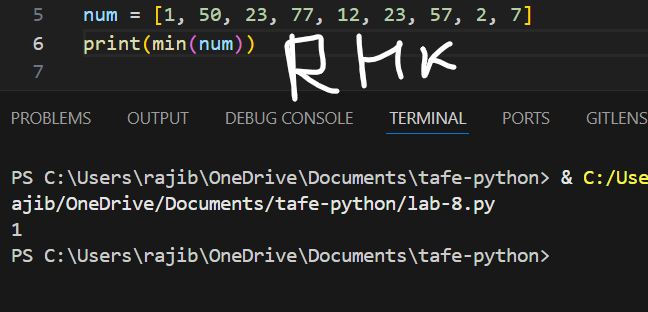 5 num = [1, 50, 23, 77, 12, 23, 57, 2, 7]
6 print(min(num))
RHK
7
PROBLEMS OUTPUT DEBUG CONSOLE TERMINAL PORTS GITLENS
PS C:\Users\rajib\OneDrive\Documents\tafe-python> & C:/Use
ajib/OneDrive/Documents/tafe-python/lab-8.py
1
PS C:\Users\rajib\OneDrive\Documents\tafe-python>